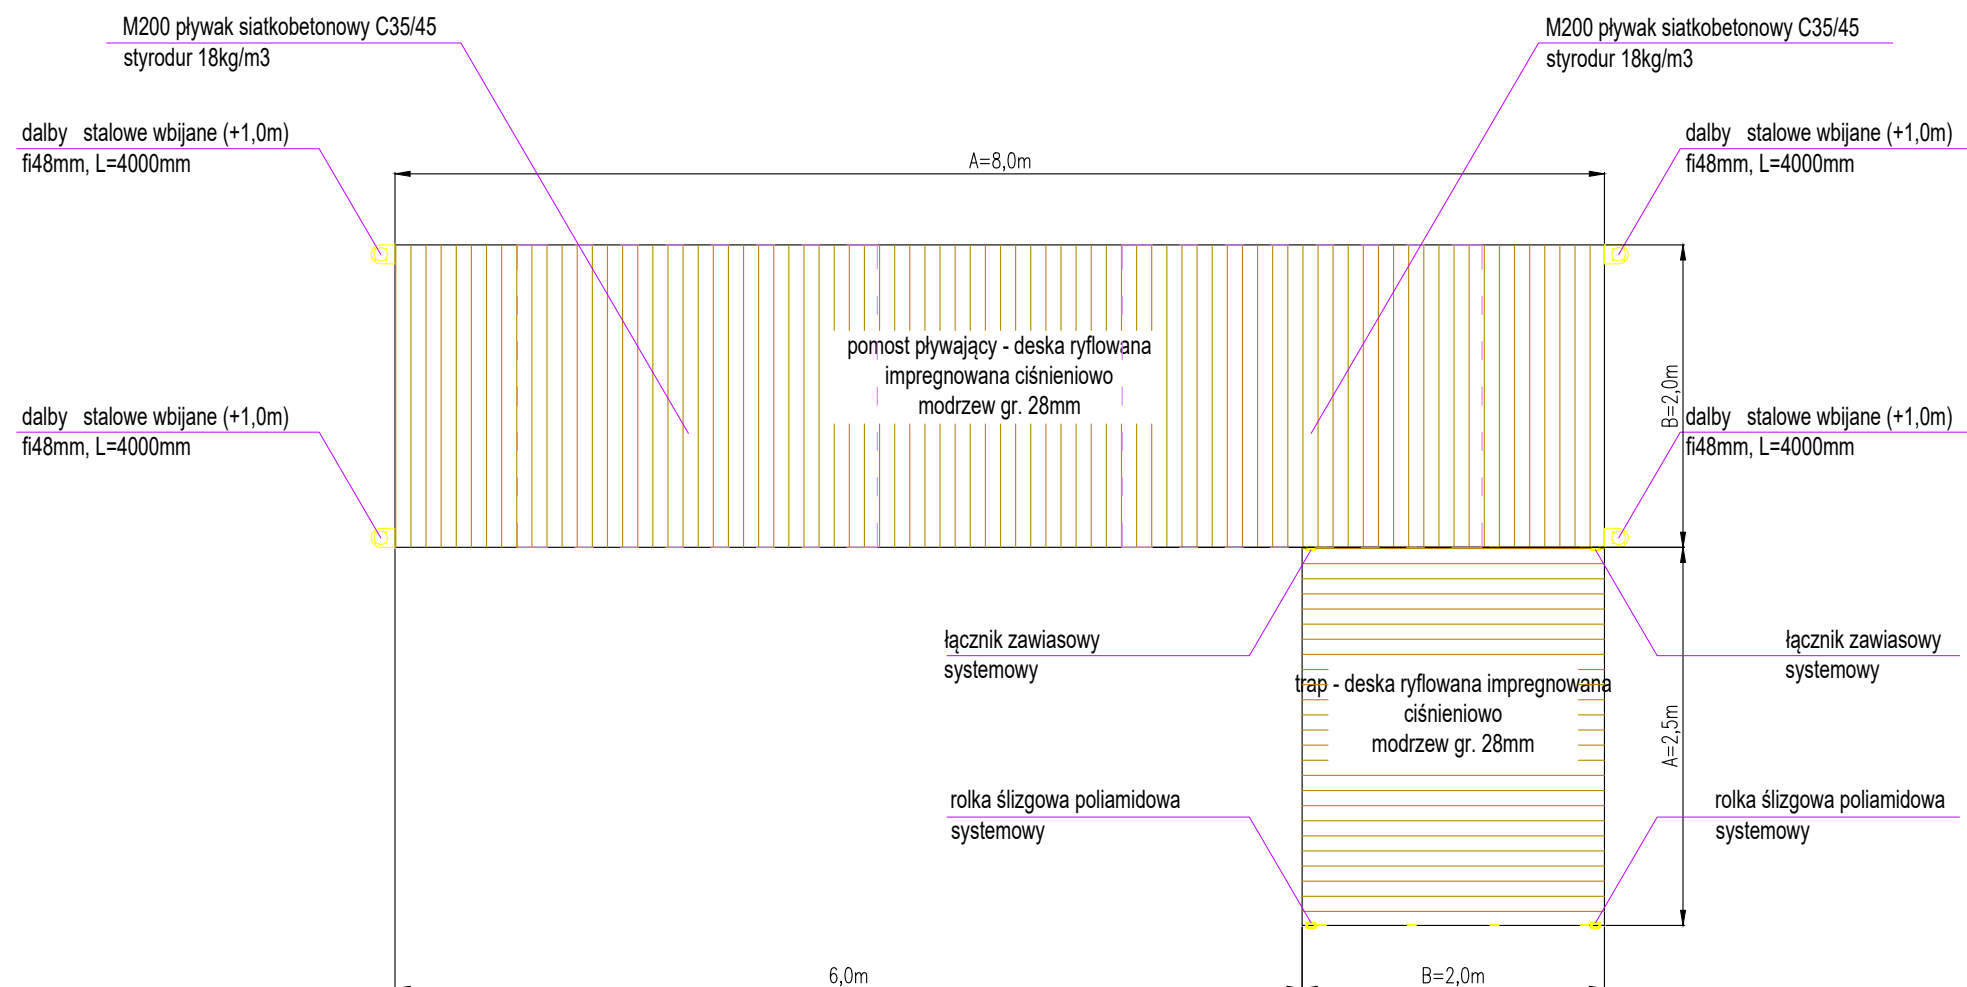 M200 pływak siatkobetonowy C35/45
styrodur 18kg/m3
M200 pływak siatkobetonowy C35/45
styrodur 18kg/m3
dalby stalowe wbijane (+1,0m)
fi48mm, L=4000mm
dalby stalowe wbijane (+1,0m)
fi48mm, L=4000mm
A=8,0m
pomost pływający - deska ryflowana
impregnowana ciśnieniowo
modrzew gr. 28mm
B=2,0m
dalby stalowe wbijane (+1,0m)
fi48mm, L=4000mm
dalby stalowe wbijane (+1,0m)
fi48mm, L=4000mm
łącznik zawiasowy
systemowy
łącznik zawiasowy
systemowy
trap - deska ryflowana impregnowana
ciśnieniowo
modrzew gr. 28mm
A=2,5m
rolka ślizgowa poliamidowa
systemowy
rolka ślizgowa poliamidowa
systemowy
6,0m
B=2,0m